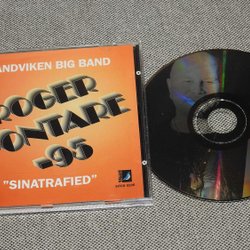 ANDVIKEN BIG BAND
ROGER
ONTARE
-95
"SINATRAFIED"